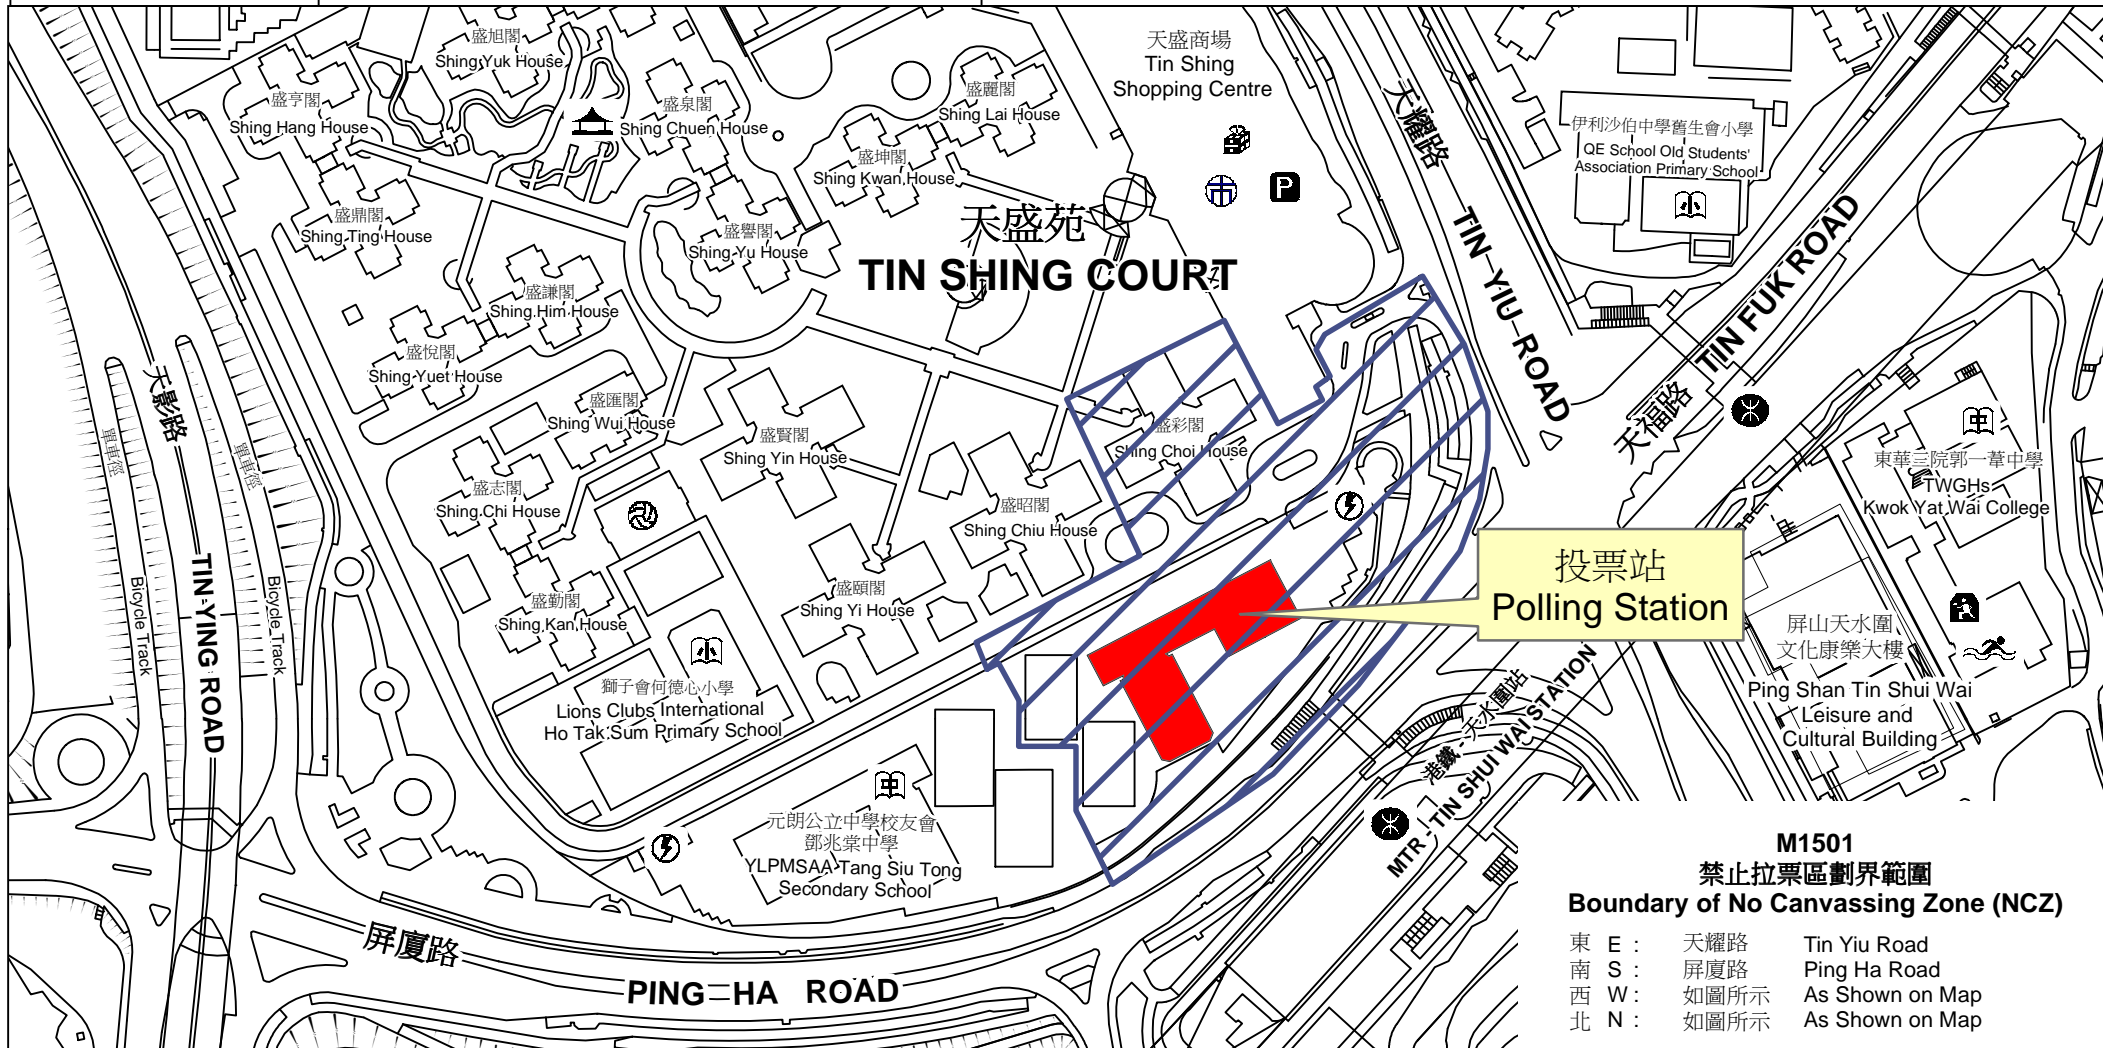 盛旭閣
Shing Yuk House
盛亨閣
Shing Hang House
盛泉閣
Shing Chuen House
盛麗閣
Shing Lai House
盛坤閣
Shing Kwan House
盛鼎閣
Shing Ting House
盛譽閣
Shing Yu House
天盛商場
Tin Shing
Shopping Centre
P
天盛苑
TIN SHING COURT
盛謙閣
Shing Him House
盛悅閣
Shing Yuet House
盛匯閣
Shing Wui House
盛賢閣
Shing Yin House
盛彩閣
Shing Choi House
盛志閣
Shing Chi House
盛昭閣
Shing Chiu House
盛勤閣
Shing Kan House
盛頤閣
Shing Yi House
獅子會何德心小學
Lions Clubs International
Ho Tak Sum Primary School
元朗公立中學校友會
鄧兆棠中學
YLPMSAA Tang Siu Tong
Secondary School
天影路
TIN YING ROAD
單車徑
Bicycle Track
單車徑
Bicycle Track
屏廈路
PING HA ROAD
天耀路
TIN YIU ROAD
伊利沙伯中學舊生會小學
QE School Old Students'
Association Primary School
天福路
TIN FUK ROAD
東華三院郭一葦中學
TWGHs
Kwok Yat Wai College
投票站
Polling Station
屏山天水圍
文化康樂大樓
Ping Shan Tin Shui Wai
Leisure and
Cultural Building
港鐵 - 天水圍站
MTR - TIN SHUI WAI STATION
M1501
禁止拉票區劃界範圍
Boundary of No Canvassing Zone (NCZ)
東 E : 天耀路 Tin Yiu Road
南 S : 屏廈路 Ping Ha Road
西 W : 如圖所示 As Shown on Map
北 N : 如圖所示 As Shown on Map